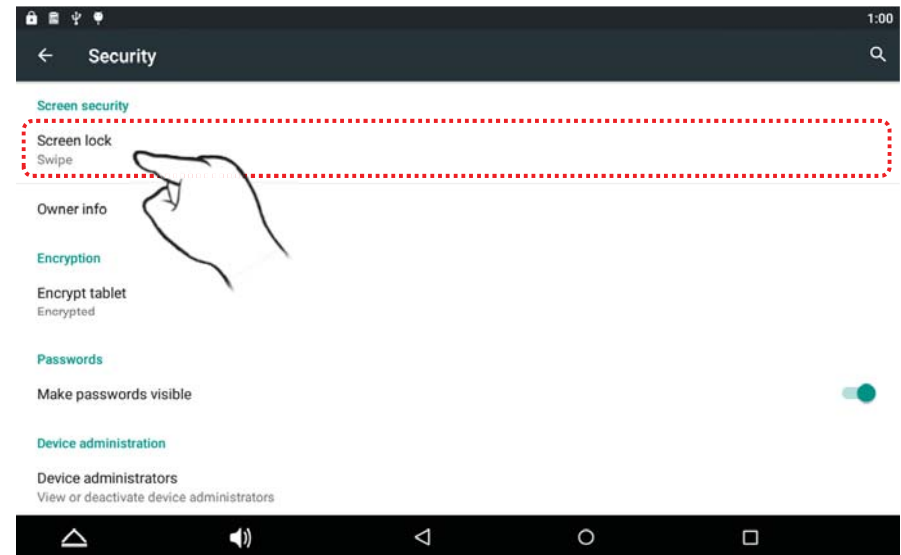 1:00
Security
Screen security
Screen lock
Swipe
Owner info
Encryption
Encrypt tablet
Encrypted
Passwords
Make passwords visible
Device administration
Device administrators
View or deactivate device administrators